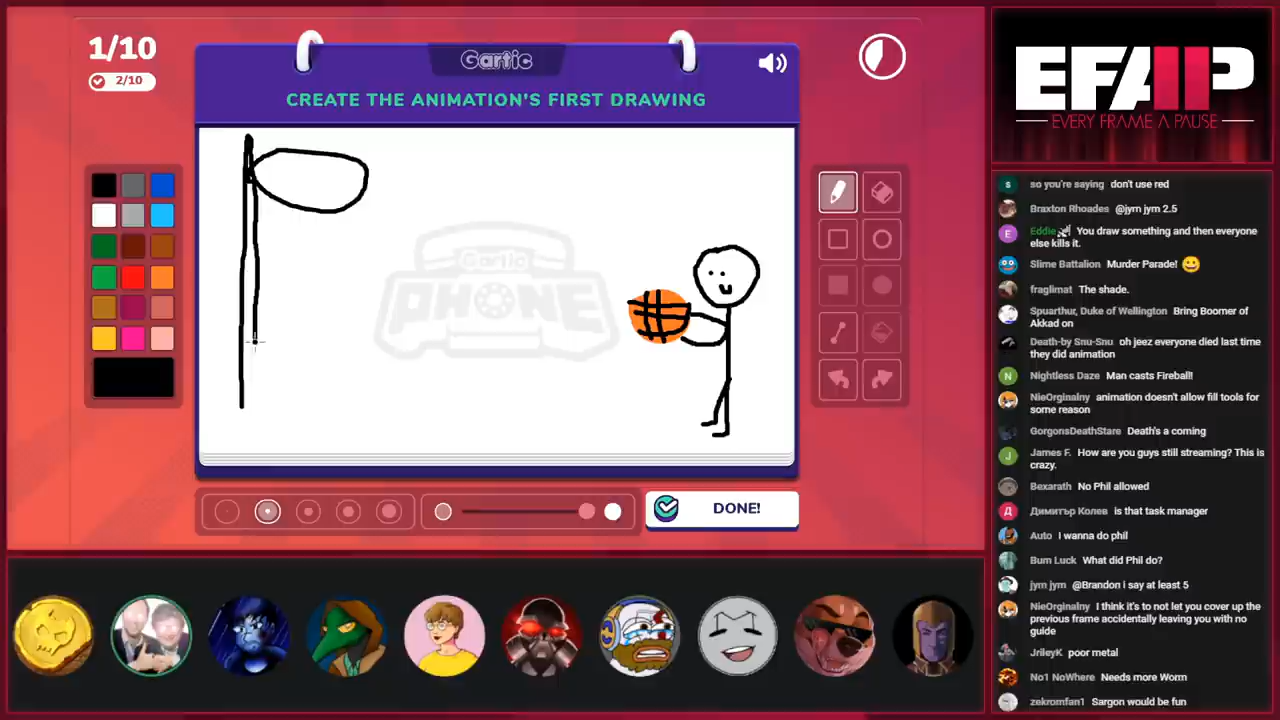 1/10
2/10
Gartic
CREATE THE ANIMATION'S FIRST DRAWING
Gartic
PHONE
DONE!
EFAP
EVERY FRAME A PAUSE
so you're saying don't use red
Braxton Rhoades @jym jym 2.5
Eddie You draw something and then everyone
else kills it.
Slime Battalion Murder Parade!
fraglimat The shade.
Spuarthur, Duke of Wellington Bring Boomer of
Akkad on
Death-by Snu-Snu oh jeez everyone died last time
they did animation
Nightless Daze Man casts Fireball!
NieOrginalny animation doesn't allow fill tools for
some reason
GorgonsDeathStare Death's a coming
James F. How are you guys still streaming? This is
crazy.
Bexarath No Phil allowed
Димитър Колев is that task manager
Auto I wanna do phil
Bum Luck What did Phil do?
jym jym @Brandon i say at least 5
NieOrginalny I think it's to not let you cover up the
previous frame accidentally leaving you with no
guide
JrileyK poor metal
No1 NoWhere Needs more Worm
zekromfan1 Sargon would be fun